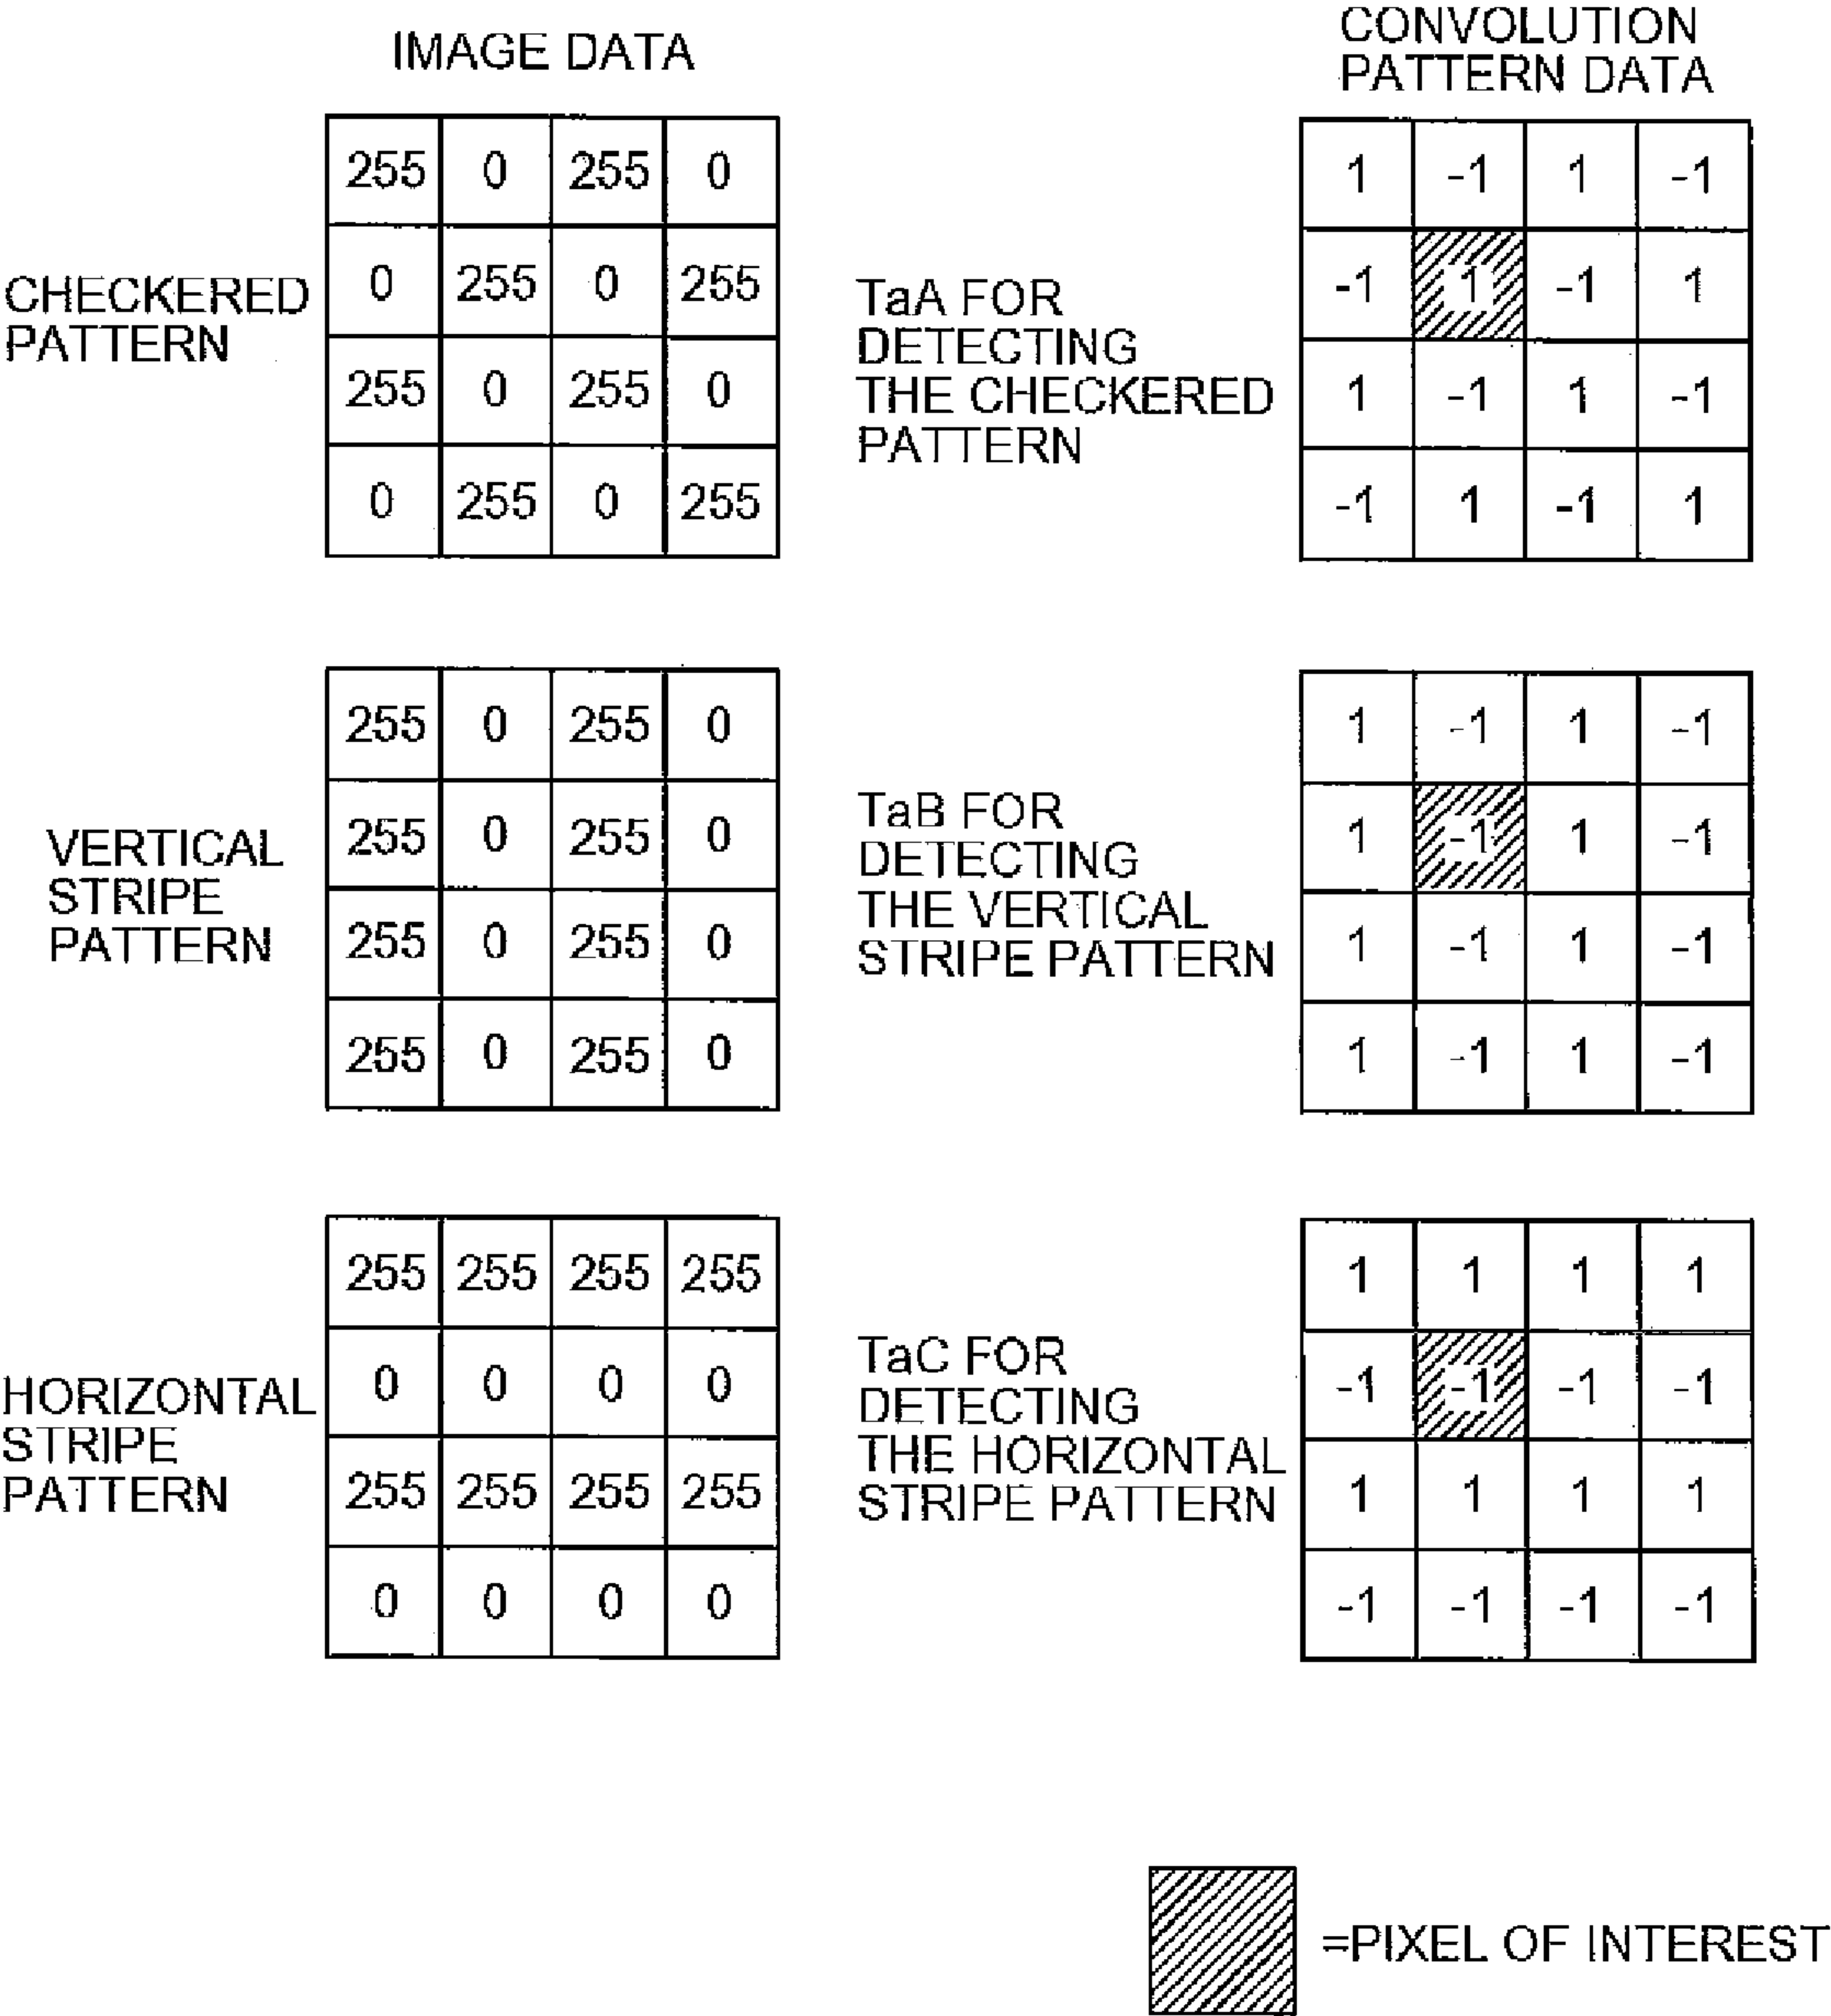 IMAGE DATA
CONVOLUTION
PATTERN DATA
CHECKERED
PATTERN
255 0 255 0
0 255 0 255
255 0 255 0
0 255 0 255
TaA FOR
DETECTING
THE CHECKERED
PATTERN
1 -1 1 -1
-1 1 -1 1
1 -1 1 -1
-1 1 -1 1
VERTICAL
STRIPE
PATTERN
255 0 255 0
255 0 255 0
255 0 255 0
255 0 255 0
TaB FOR
DETECTING
THE VERTICAL
STRIPE PATTERN
1 -1 1 -1
1 -1 1 -1
1 -1 1 -1
1 -1 1 -1
HORIZONTAL
STRIPE
PATTERN
255 255 255 255
0 0 0 0
255 255 255 255
0 0 0 0
TaC FOR
DETECTING
THE HORIZONTAL
STRIPE PATTERN
1 1 1 1
-1 -1 -1 -1
1 1 1 1
-1 -1 -1 -1
=PIXEL OF INTEREST